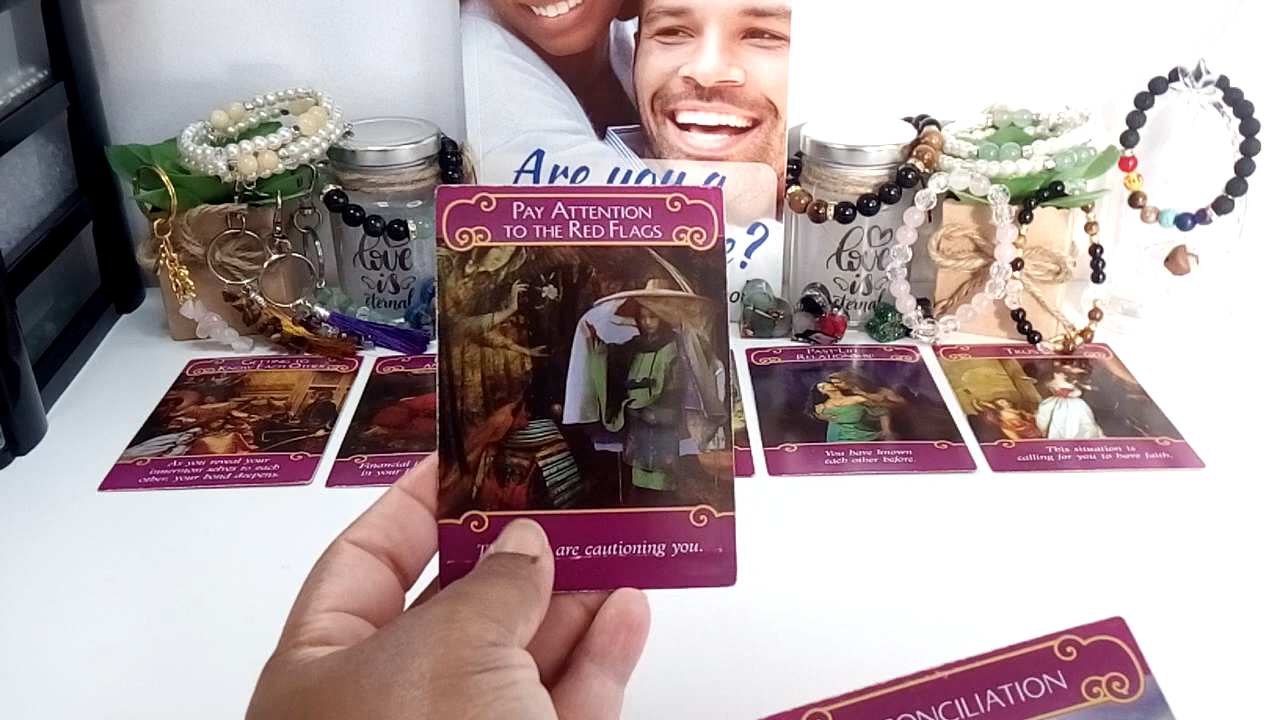 Are you a
e?
PAY ATTENTION
TO THE RED FLAGS
are cautioning you.
love
is
eternal
love
is
eternal
GETTING TO
KNOW EACH OTHER
As you reveal your
innermost selves to each
other, your bond deepens.
Financial
in your
PAST-LIFE
RELATIONSHIP
You have known
each other before.
TRUST
This situation is
calling for you to have faith.
CONCILIATION